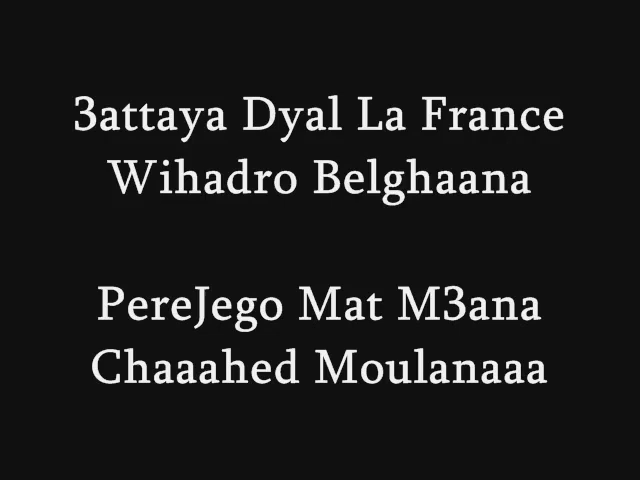 3attaya Dyal La France
Wihadro Belghaana
PereJego Mat M3ana
Chaaahed Moulanaaa